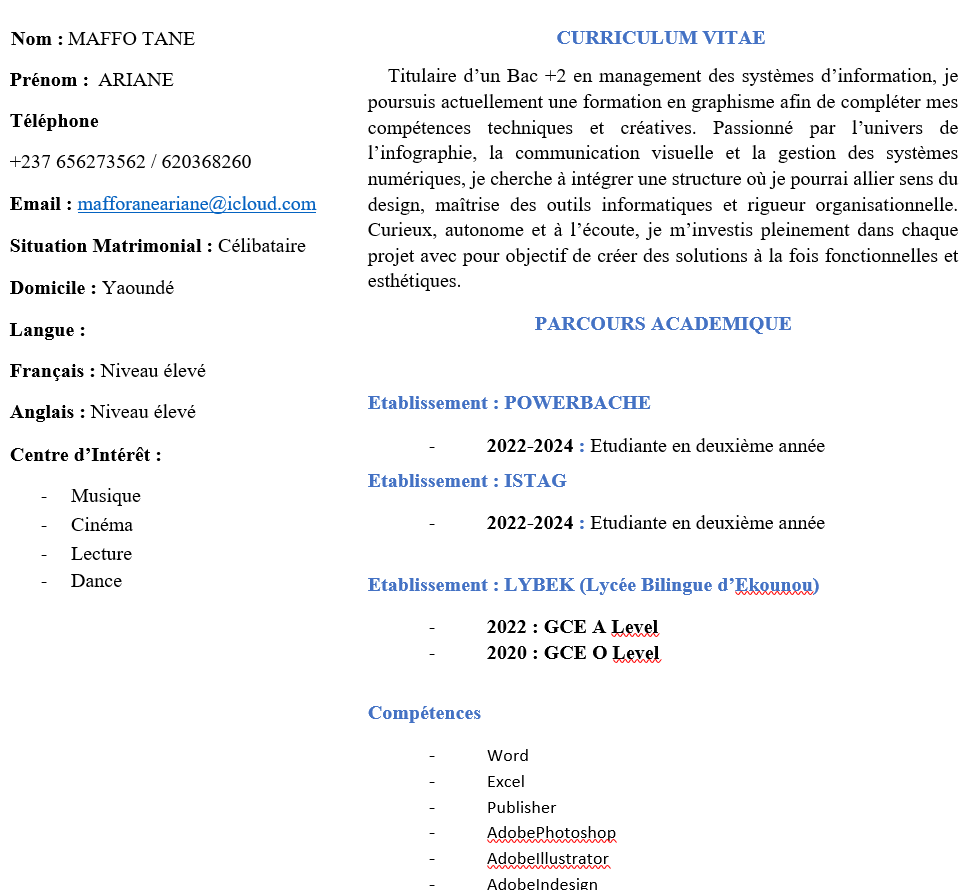 Nom : MAFFO TANE
Prénom : ARIANE
Téléphone
+237 656273562 / 620368260
Email : mafforaneariane@icloud.com
Situation Matrimonial : Célibataire
Domicile : Yaoundé
Langue :
Français : Niveau élevé
Anglais : Niveau élevé
Centre d’Intérêt :
- Musique
- Cinéma
- Lecture
- Dance
CURRICULUM VITAE
Titulaire d’un Bac +2 en management des systèmes d’information, je
poursuis actuellement une formation en graphisme afin de compléter mes
compétences techniques et créatives. Passionné par l’univers de
l’infographie, la communication visuelle et la gestion des systèmes
numériques, je cherche à intégrer une structure où je pourrai allier sens du
design, maîtrise des outils informatiques et rigueur organisationnelle.
Curieux, autonome et à l’écoute, je m’investis pleinement dans chaque
projet avec pour objectif de créer des solutions à la fois fonctionnelles et
esthétiques.
PARCOURS ACADEMIQUE
Etablissement : POWERBACHE
- 2022-2024 : Etudiante en deuxième année
Etablissement : ISTAG
- 2022-2024 : Etudiante en deuxième année
Etablissement : LYBEK (Lycée Bilingue d’Ekounou)
- 2022 : GCE A Level
- 2020 : GCE O Level
Compétences
- Word
- Excel
- Publisher
- AdobePhotoshop
- AdobeIllustrator
- AdobeIndesign